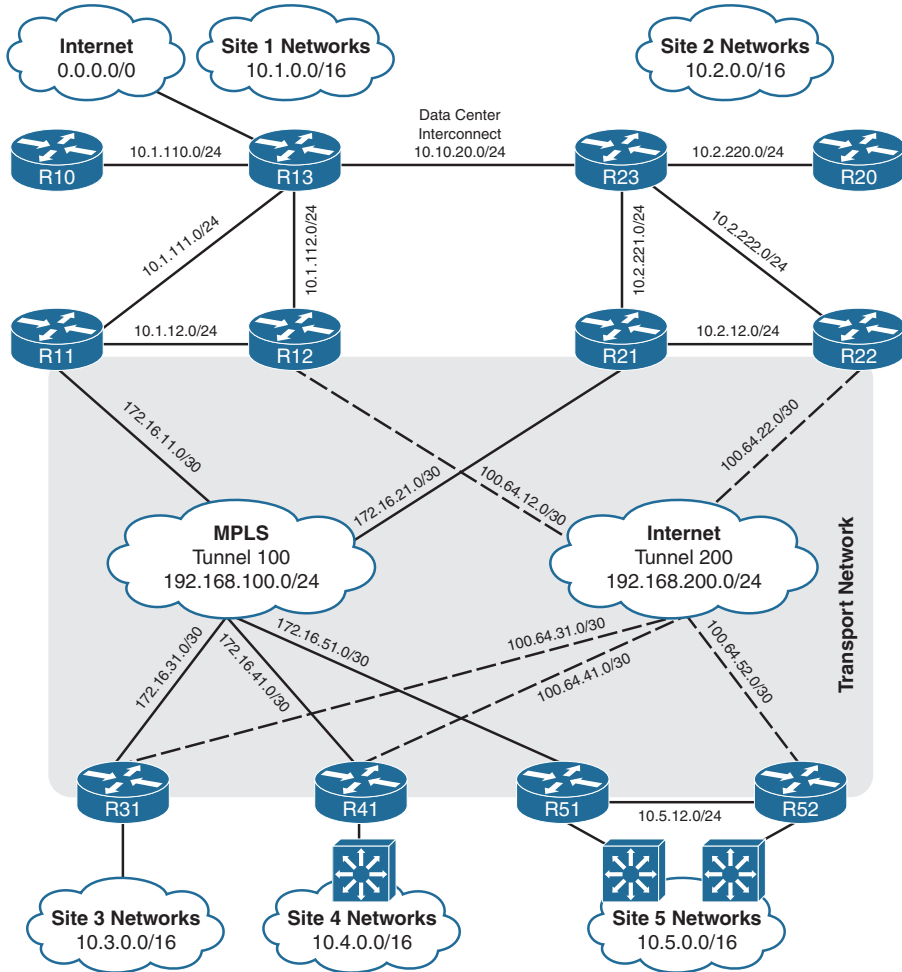 Internet
0.0.0.0/0
Site 1 Networks
10.1.0.0/16
Site 2 Networks
10.2.0.0/16
Data Center
Interconnect
10.10.20.0/24
10.1.110.0/24
10.2.220.0/24
R10
R13
R23
R20
10.1.111.0/24
10.1.112.0/24
10.2.221.0/24
10.2.222.0/24
10.1.12.0/24
10.2.12.0/24
R11
R12
R21
R22
172.16.11.0/30
172.16.21.0/30
100.64.12.0/30
100.64.22.0/30
MPLS
Tunnel 100
192.168.100.0/24
Internet
Tunnel 200
192.168.200.0/24
Transport Network
172.16.31.0/30
172.16.41.0/30
172.16.51.0/30
100.64.31.0/30
100.64.41.0/30
100.64.52.0/30
R31
R41
R51
R52
10.5.12.0/24
Site 3 Networks
10.3.0.0/16
Site 4 Networks
10.4.0.0/16
Site 5 Networks
10.5.0.0/16